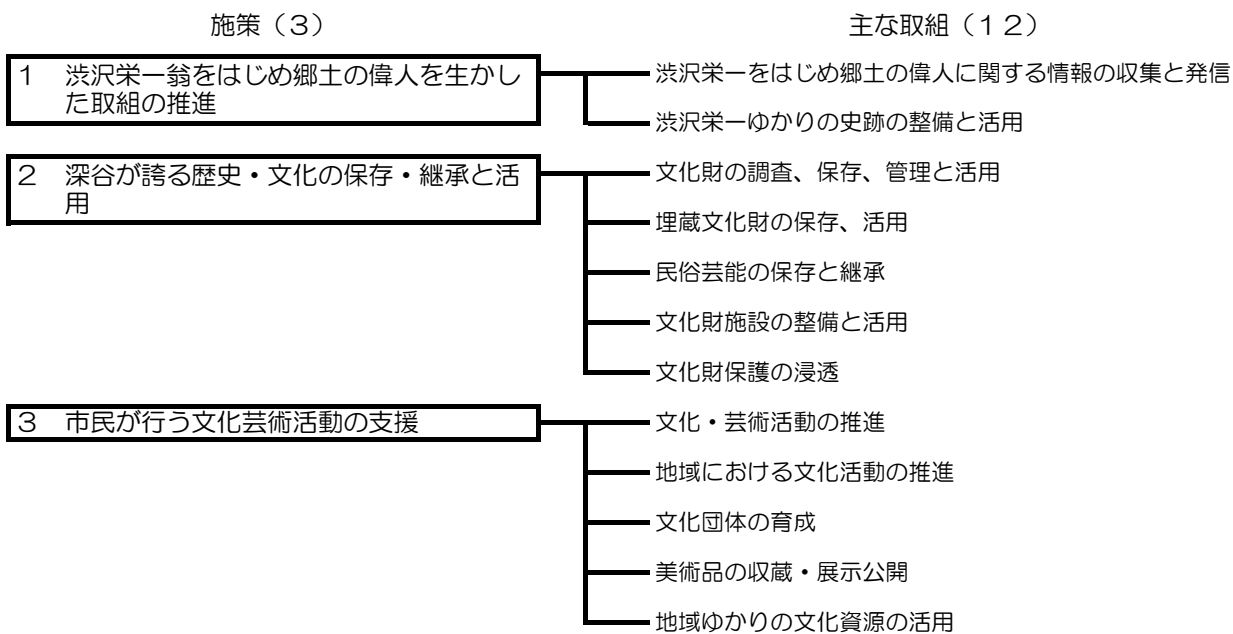 施策（３）
主な取組（１２）
１　渋沢栄一翁をはじめ郷土の偉人を生かし
た取組の推進
渋沢栄一をはじめ郷土の偉人に関する情報の収集と発信
渋沢栄一ゆかりの史跡の整備と活用
２　深谷が誇る歴史・文化の保存・継承と活
用
文化財の調査、保存、管理と活用
埋蔵文化財の保存、活用
民俗芸能の保存と継承
文化財施設の整備と活用
文化財保護の浸透
３　市民が行う文化芸術活動の支援
文化・芸術活動の推進
地域における文化活動の推進
文化団体の育成
美術品の収蔵・展示公開
地域ゆかりの文化資源の活用